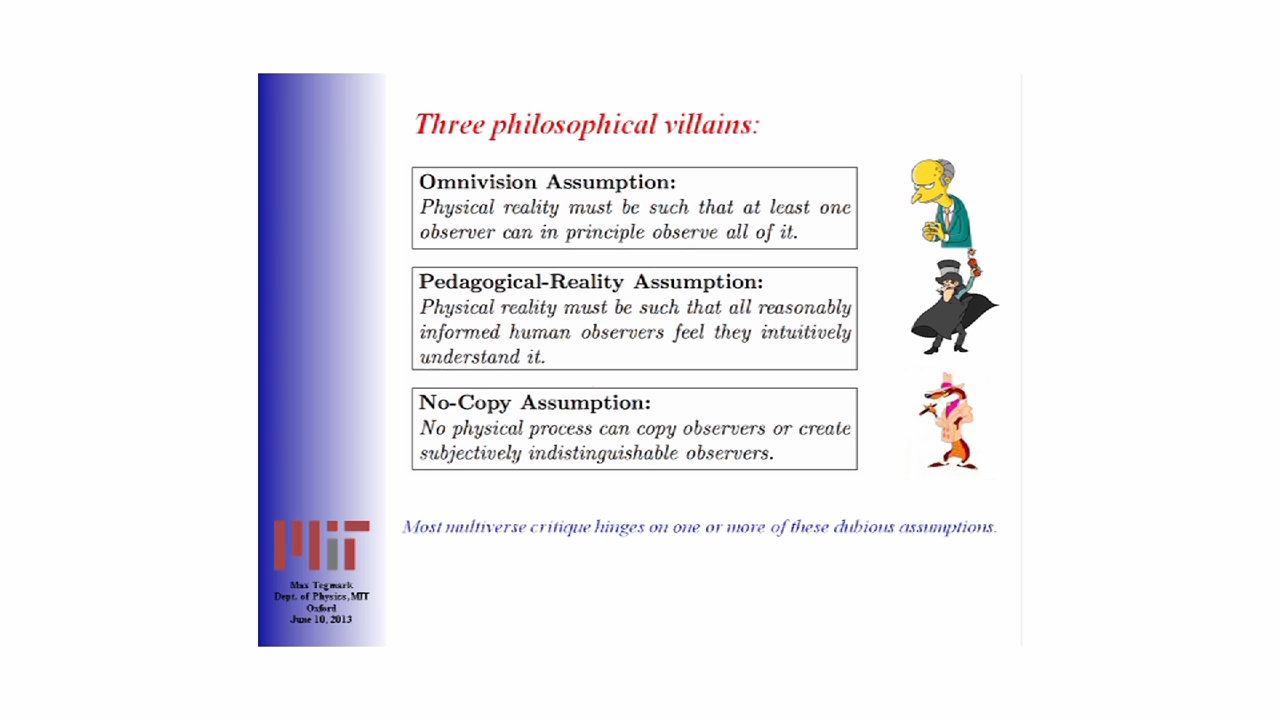 Three philosophical villains:
Omnivision Assumption:
Physical reality must be such that at least one
observer can in principle observe all of it.
Pedagogical-Reality Assumption:
Physical reality must be such that all reasonably
informed human observers feel they intuitively
understand it.
No-Copy Assumption:
No physical process can copy observers or create
subjectively indistinguishable observers.
Most multiverse critique hinges on one or more of these dubious assumptions.
MIT
Max Tegmark
Dept. of Physics, MIT
Oxford
June 10, 2013